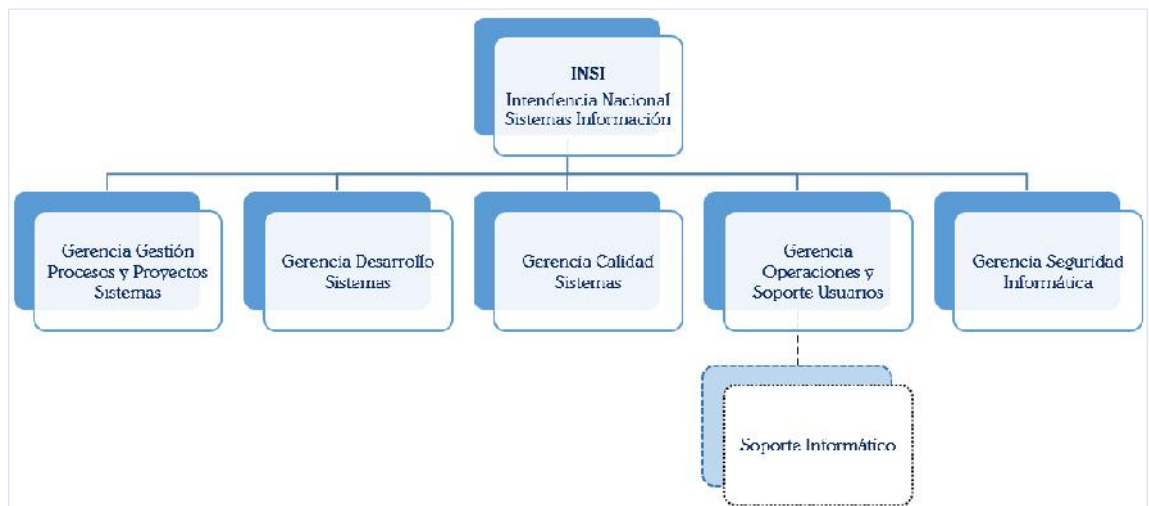 INSI
Intendencia Nacional
Sistemas Información
Gerencia Gestión
Procesos y Proyectos
Sistemas
Gerencia Desarrollo
Sistemas
Gerencia Calidad
Sistemas
Gerencia
Operaciones y
Soporte Usuarios
Gerencia Seguridad
Informática
Soporte Informático